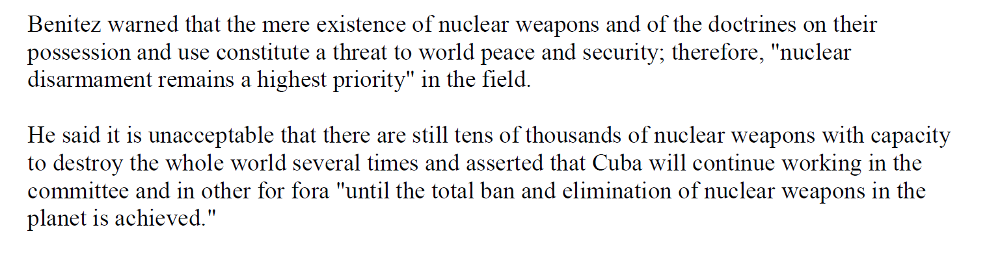 Benitez warned that the mere existence of nuclear weapons and of the doctrines on their
possession and use constitute a threat to world peace and security; therefore, "nuclear
disarmament remains a highest priority" in the field.
He said it is unacceptable that there are still tens of thousands of nuclear weapons with capacity
to destroy the whole world several times and asserted that Cuba will continue working in the
committee and in other for fora "until the total ban and elimination of nuclear weapons in the
planet is achieved."